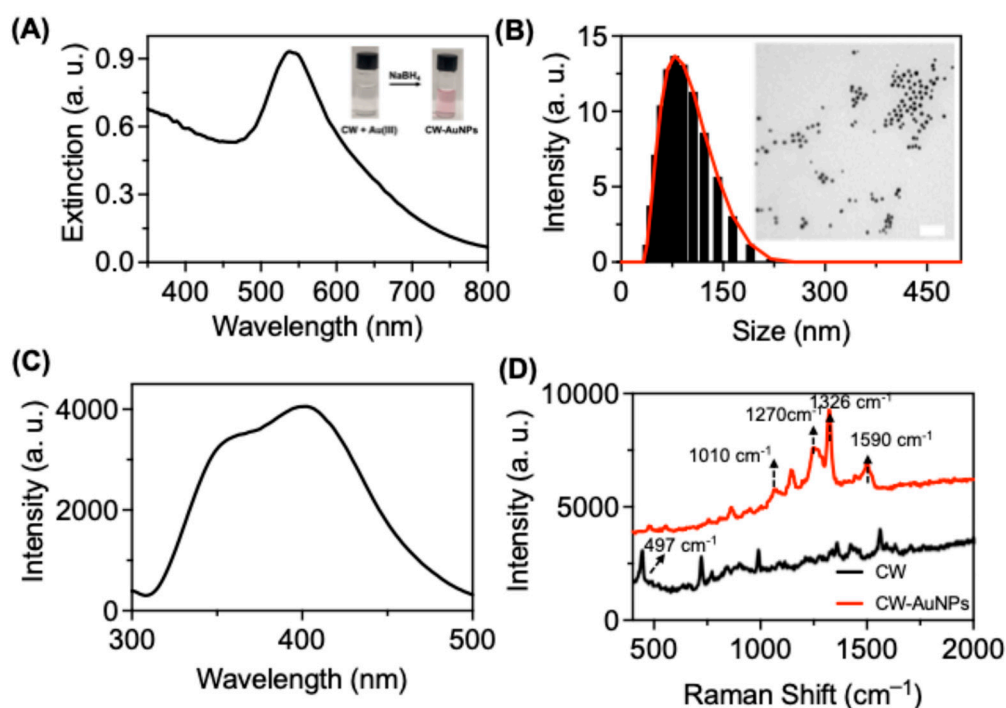 (A)
Extinction (a. u.)
0.9
0.6
0.3
0.0
400 500 600 700 800
Wavelength (nm)
NaBH₄
CW + Au(III)
CW-AuNPs
(B)
Intensity (a. u.)
15
10
5
0
0 150 300 450
Size (nm)
(C)
Intensity (a. u.)
4000
2000
0
300 400 500
Wavelength (nm)
(D)
Intensity (a. u.)
10000
5000
0
1326 cm⁻¹
1270cm⁻¹
1010 cm⁻¹
1590 cm⁻¹
497 cm⁻¹
CW
CW-AuNPs
500 1000 1500 2000
Raman Shift (cm⁻¹)